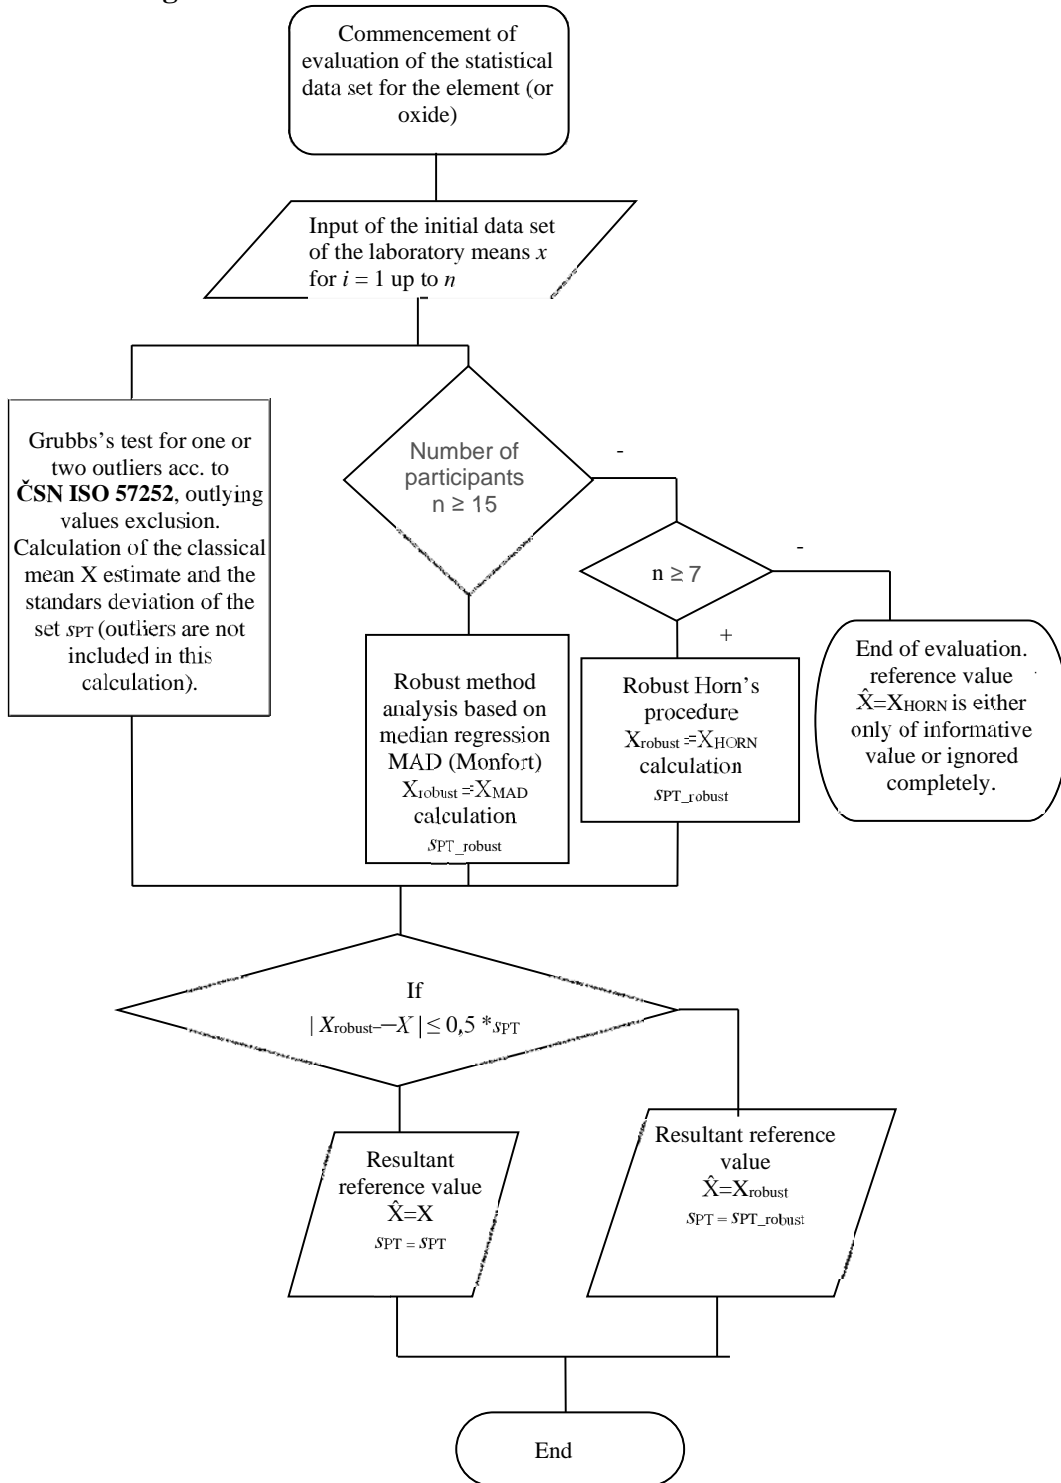 g
Commencement of
evaluation of the statistical
data set for the element (or
oxide)
Input of the initial data set
of the laboratory means x
for i = 1 up to n
Grubbs's test for one or
two outliers acc. to
ČSN ISO 57252, outlying
values exclusion.
Calculation of the classical
mean X estimate and the
standars deviation of the
set sPT (outliers are not
included in this
calculation).
Number of
participants
n ≥ 15
-
n ≥ 7
-
+
Robust method
analysis based on
median regression
MAD (Monfort)
Xrobust =XMAD
calculation
sPT_robust
Robust Horn's
procedure
Xrobust =XHORN
calculation
sPT_robust
End of evaluation.
reference value
X̂=XHORN is either
only of informative
value or ignored
completely.
If
| Xrobust–X | ≤ 0,5 *sPT
Resultant
reference value
X̂=X
sPT = sPT
Resultant reference
value
X̂=Xrobust
sPT = sPT_robust
End